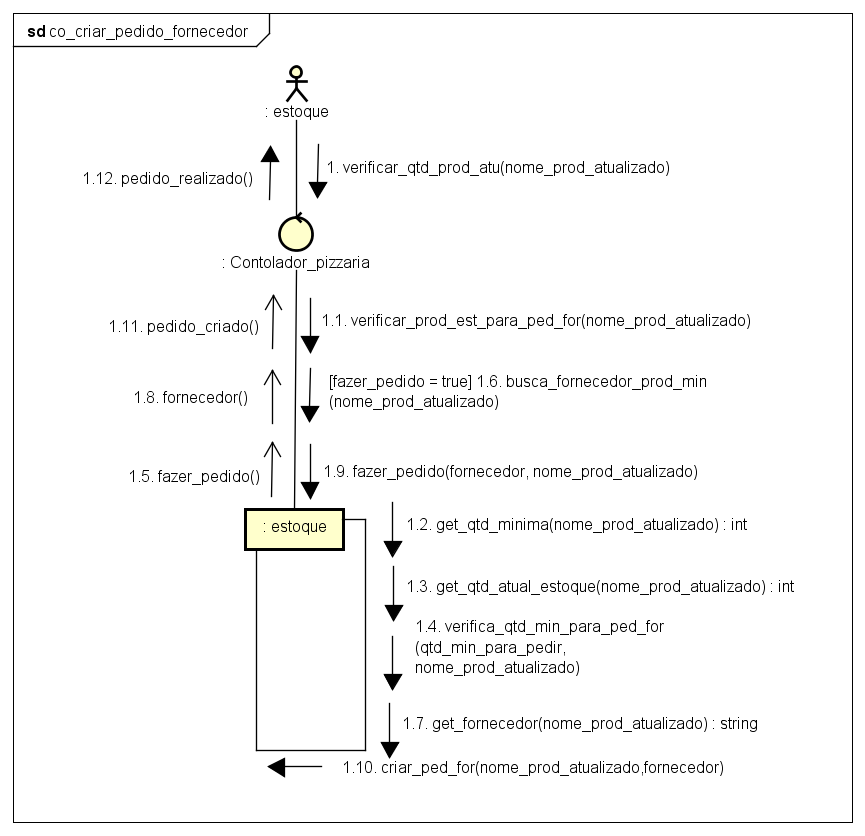 sd co_criar_pedido_fornecedor
: estoque
1. verificar_qtd_prod_atu(nome_prod_atualizado)
1.12. pedido_realizado()
: Contolador_pizzaria
1.1. verificar_prod_est_para_ped_for(nome_prod_atualizado)
1.11. pedido_criado()
[fazer_pedido = true] 1.6. busca_fornecedor_prod_min
(nome_prod_atualizado)
1.8. fornecedor()
1.9. fazer_pedido(fornecedor, nome_prod_atualizado)
1.5. fazer_pedido()
: estoque
1.2. get_qtd_minima(nome_prod_atualizado) : int
1.3. get_qtd_atual_estoque(nome_prod_atualizado) : int
1.4. verifica_qtd_min_para_ped_for
(qtd_min_para_pedir,
nome_prod_atualizado)
1.7. get_fornecedor(nome_prod_atualizado) : string
1.10. criar_ped_for(nome_prod_atualizado,fornecedor)